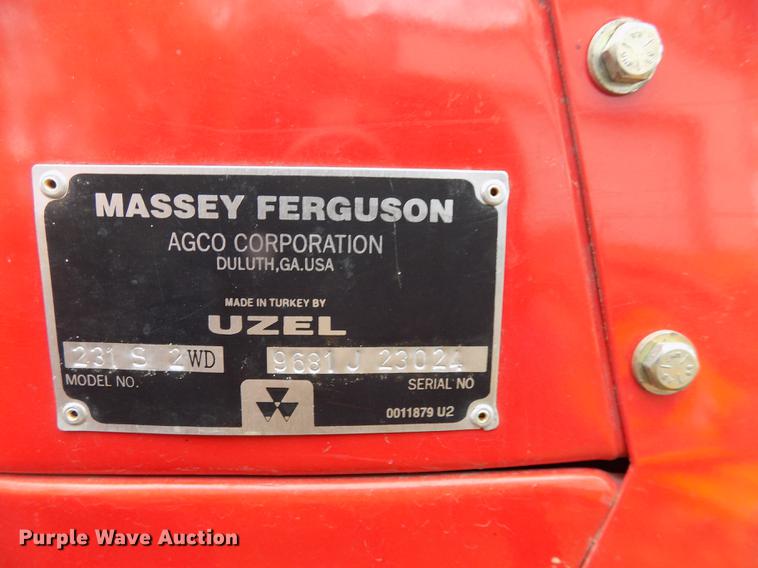 MASSEY FERGUSON
AGCO CORPORATION
DULUTH,GA.USA
MADE IN TURKEY BY
UZEL
231 S 2WD 9681 J 23024
MODEL NO. SERIAL NO
0011879 U2
Purple Wave Auction